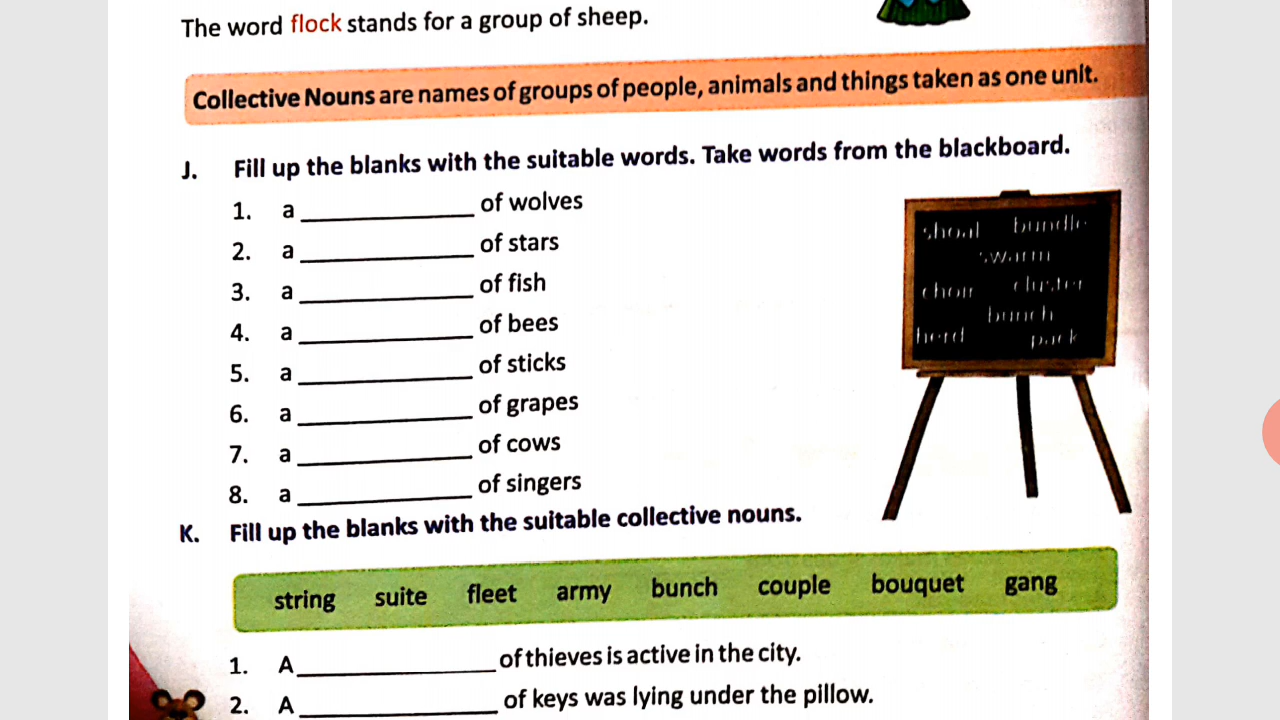 The word flock stands for a group of sheep.
Collective Nouns are names of groups of people, animals and things taken as one unit.
J. Fill up the blanks with the suitable words. Take words from the blackboard.
1. a ____________ of wolves
2. a ____________ of stars
3. a ____________ of fish
4. a ____________ of bees
5. a ____________ of sticks
6. a ____________ of grapes
7. a ____________ of cows
8. a ____________ of singers
shoal bundle
swarm
choir cluster
bunch
herd pack
K. Fill up the blanks with the suitable collective nouns.
string suite fleet army bunch couple bouquet gang
1. A ____________ of thieves is active in the city.
2. A ____________ of keys was lying under the pillow.